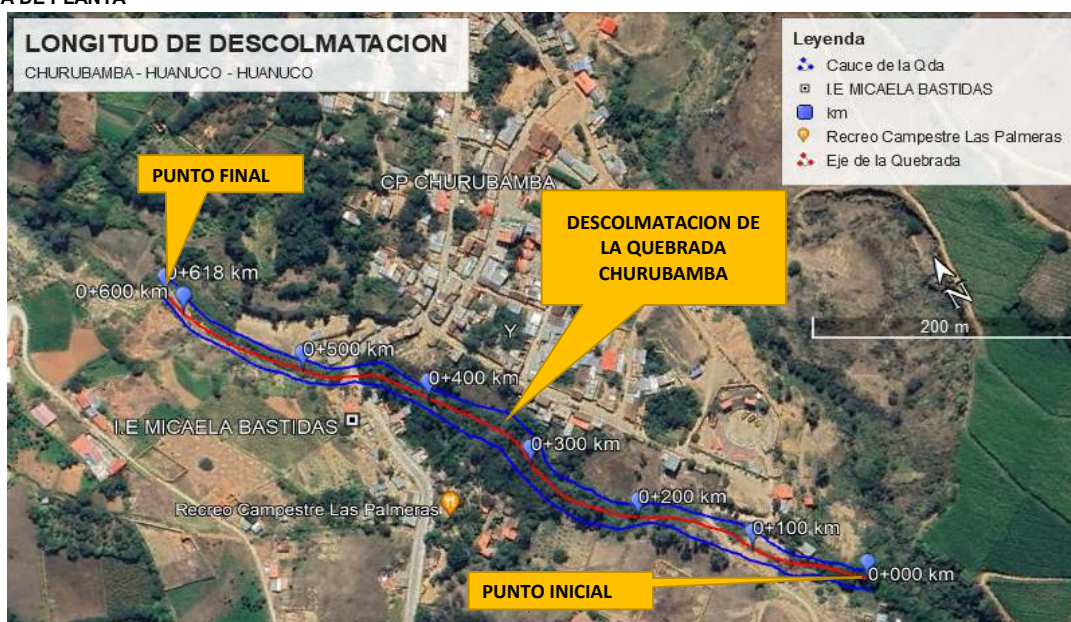 A DE PLANTA
LONGITUD DE DESCOLMATACION
CHURUBAMBA - HUANUCO - HUANUCO
Leyenda
Cauce de la Qda
I.E MICAELA BASTIDAS
km
Recreo Campestre Las Palmeras
Eje de la Quebrada
PUNTO FINAL
CP CHURUBAMBA
DESCOLMATACION DE
LA QUEBRADA
CHURUBAMBA
0+618 km
0+600 km
N
200 m
Y
0+500 km
0+400 km
I.E MICAELA BASTIDAS
0+300 km
Recreo Campestre Las Palmeras
0+200 km
0+100 km
0+000 km
PUNTO INICIAL